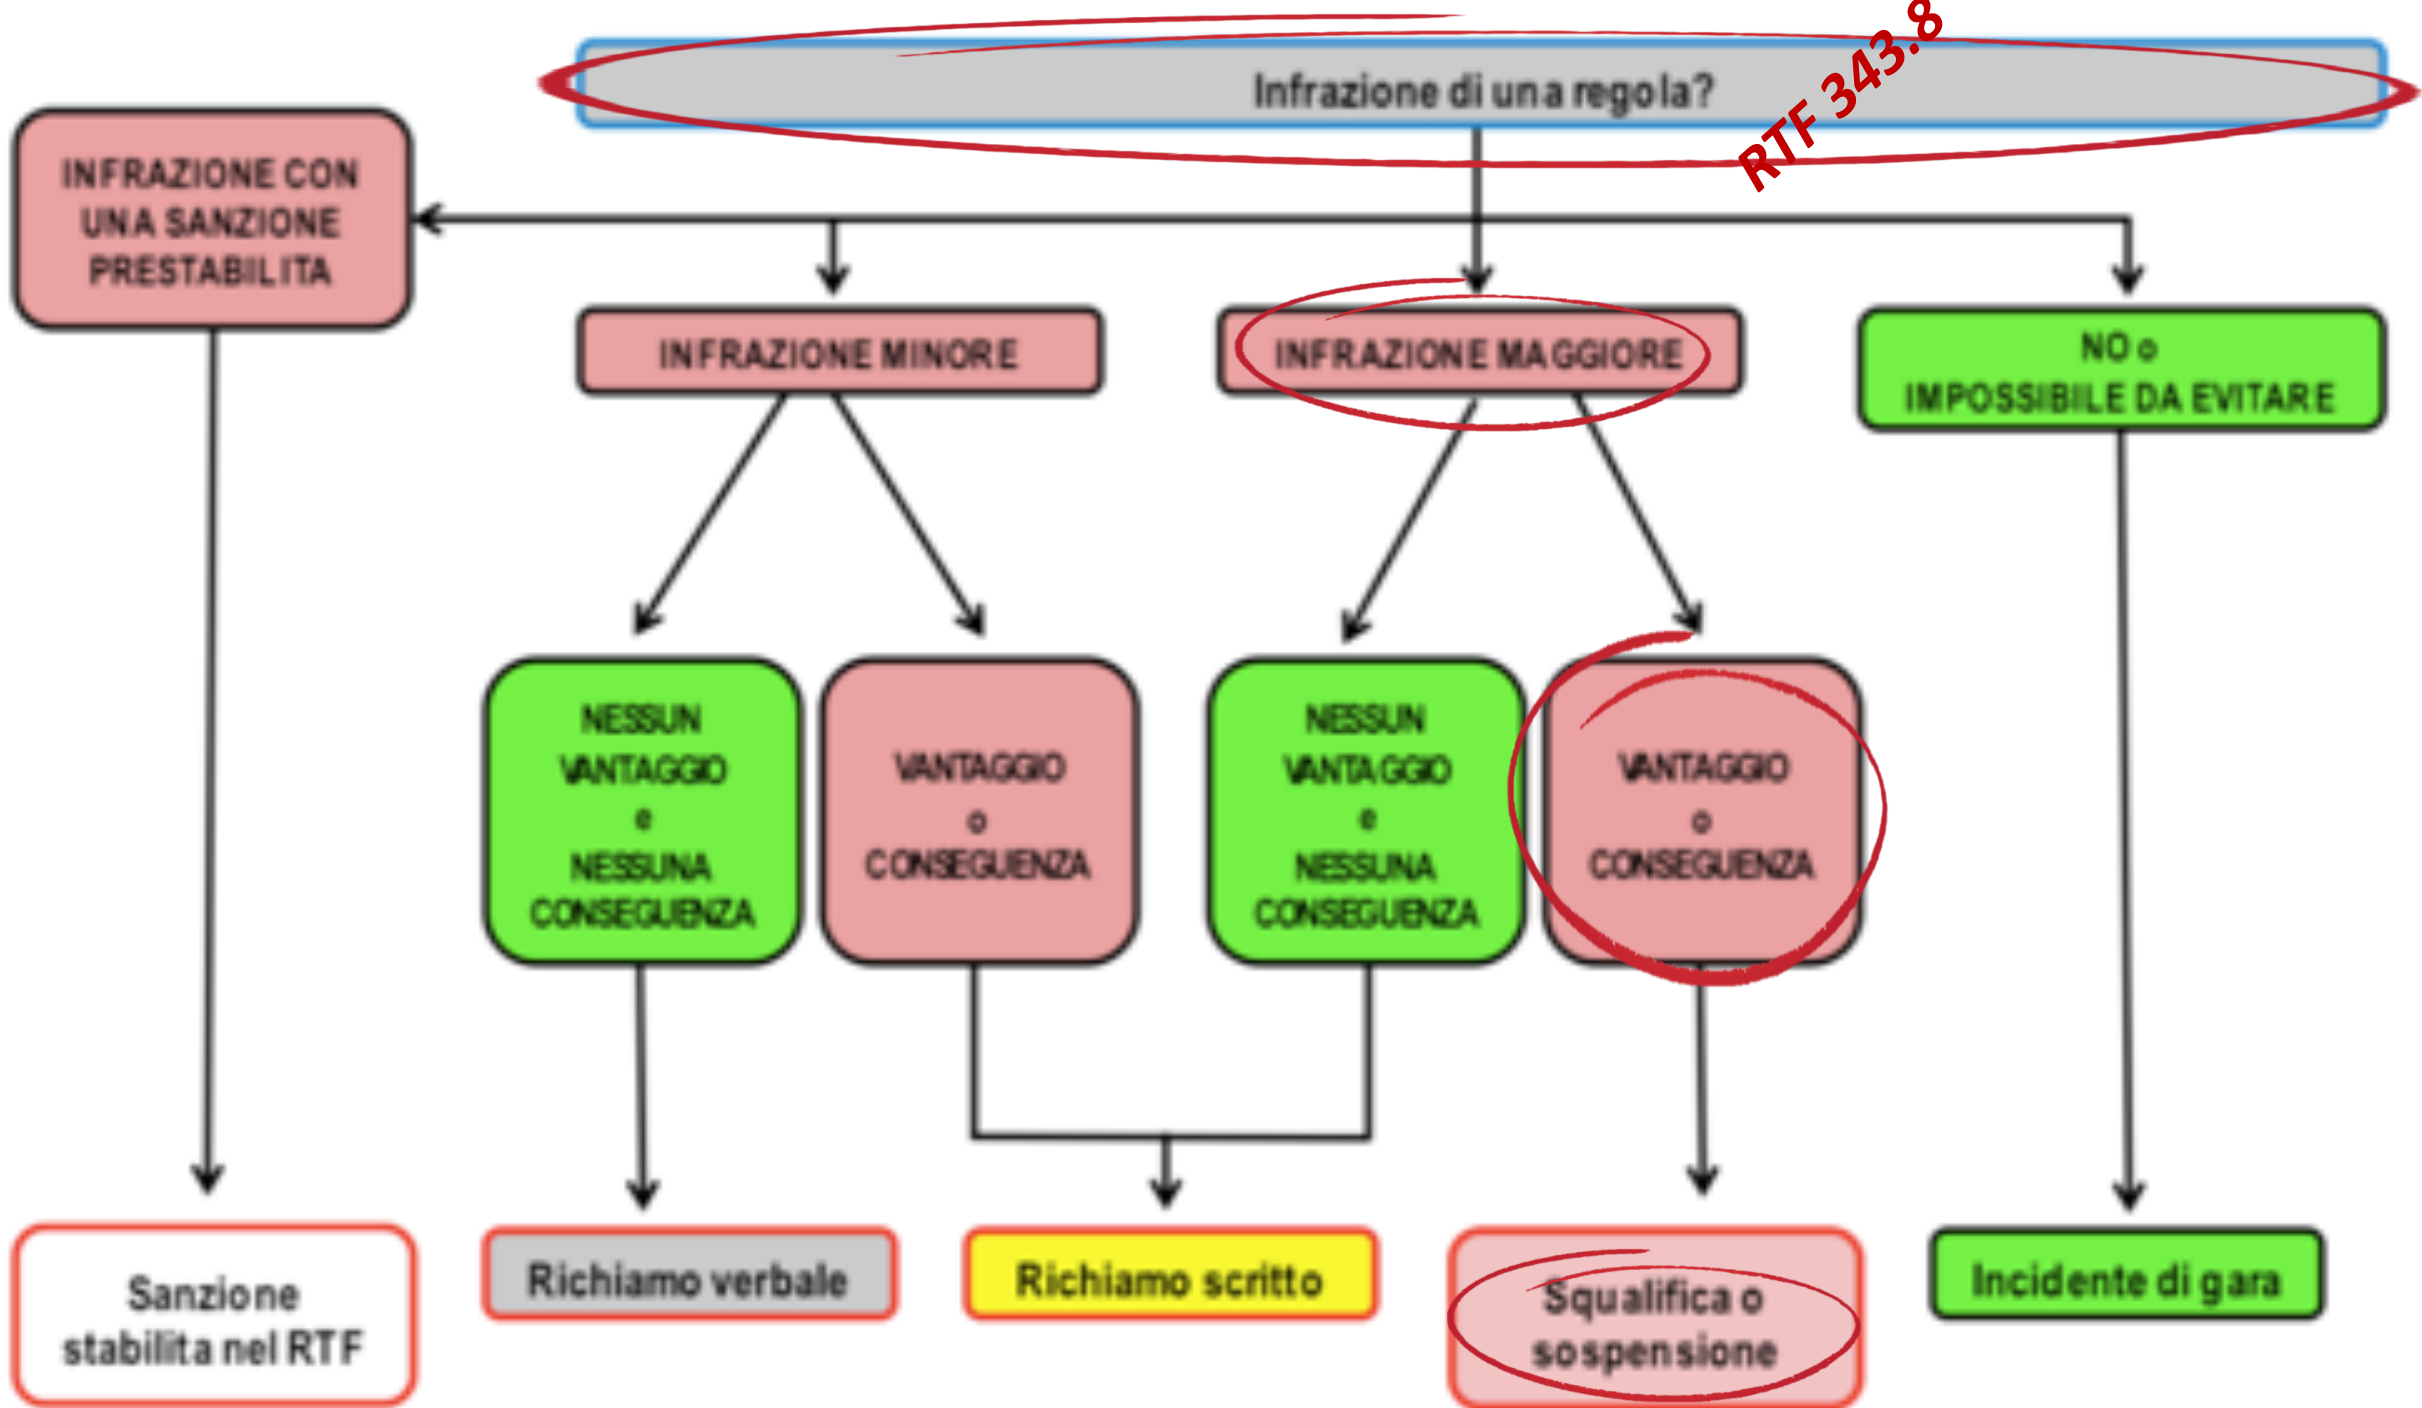 Infrazione di una regola?
RTF 343.8
INFRAZIONE CON
UNA SANZIONE
PRESTABILITA
INFRAZIONE MINORE
INFRAZIONE MAGGIORE
NO o
IMPOSSIBILE DA EVITARE
NESSUN
VANTAGGIO
e
NESSUNA
CONSEGUENZA
VANTAGGIO
o
CONSEGUENZA
NESSUN
VANTAGGIO
e
NESSUNA
CONSEGUENZA
VANTAGGIO
o
CONSEGUENZA
Sanzione
stabilita nel RTF
Richiamo verbale
Richiamo scritto
Squalifica o
sospensione
Incidente di gara